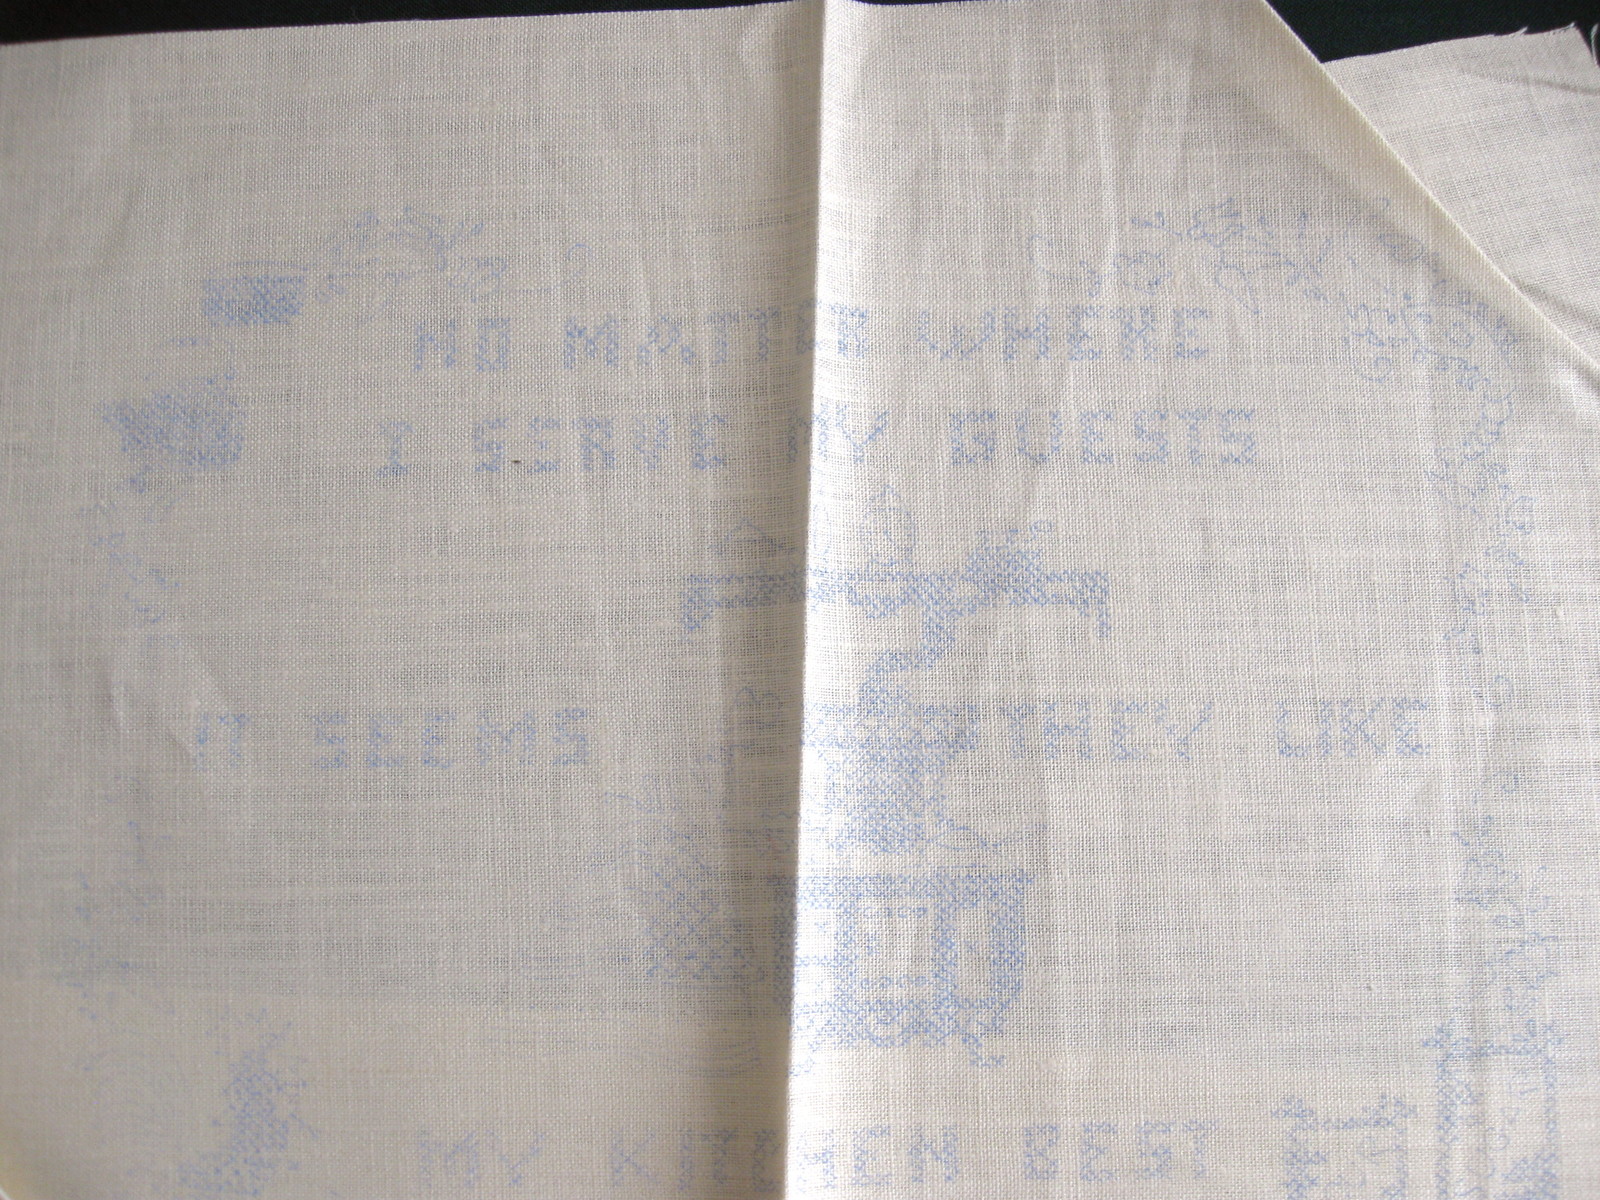 NO MATTER WHERE
I SERVE MY GUESTS
IT SEEMS THEY LIKE
MY KITCHEN BEST